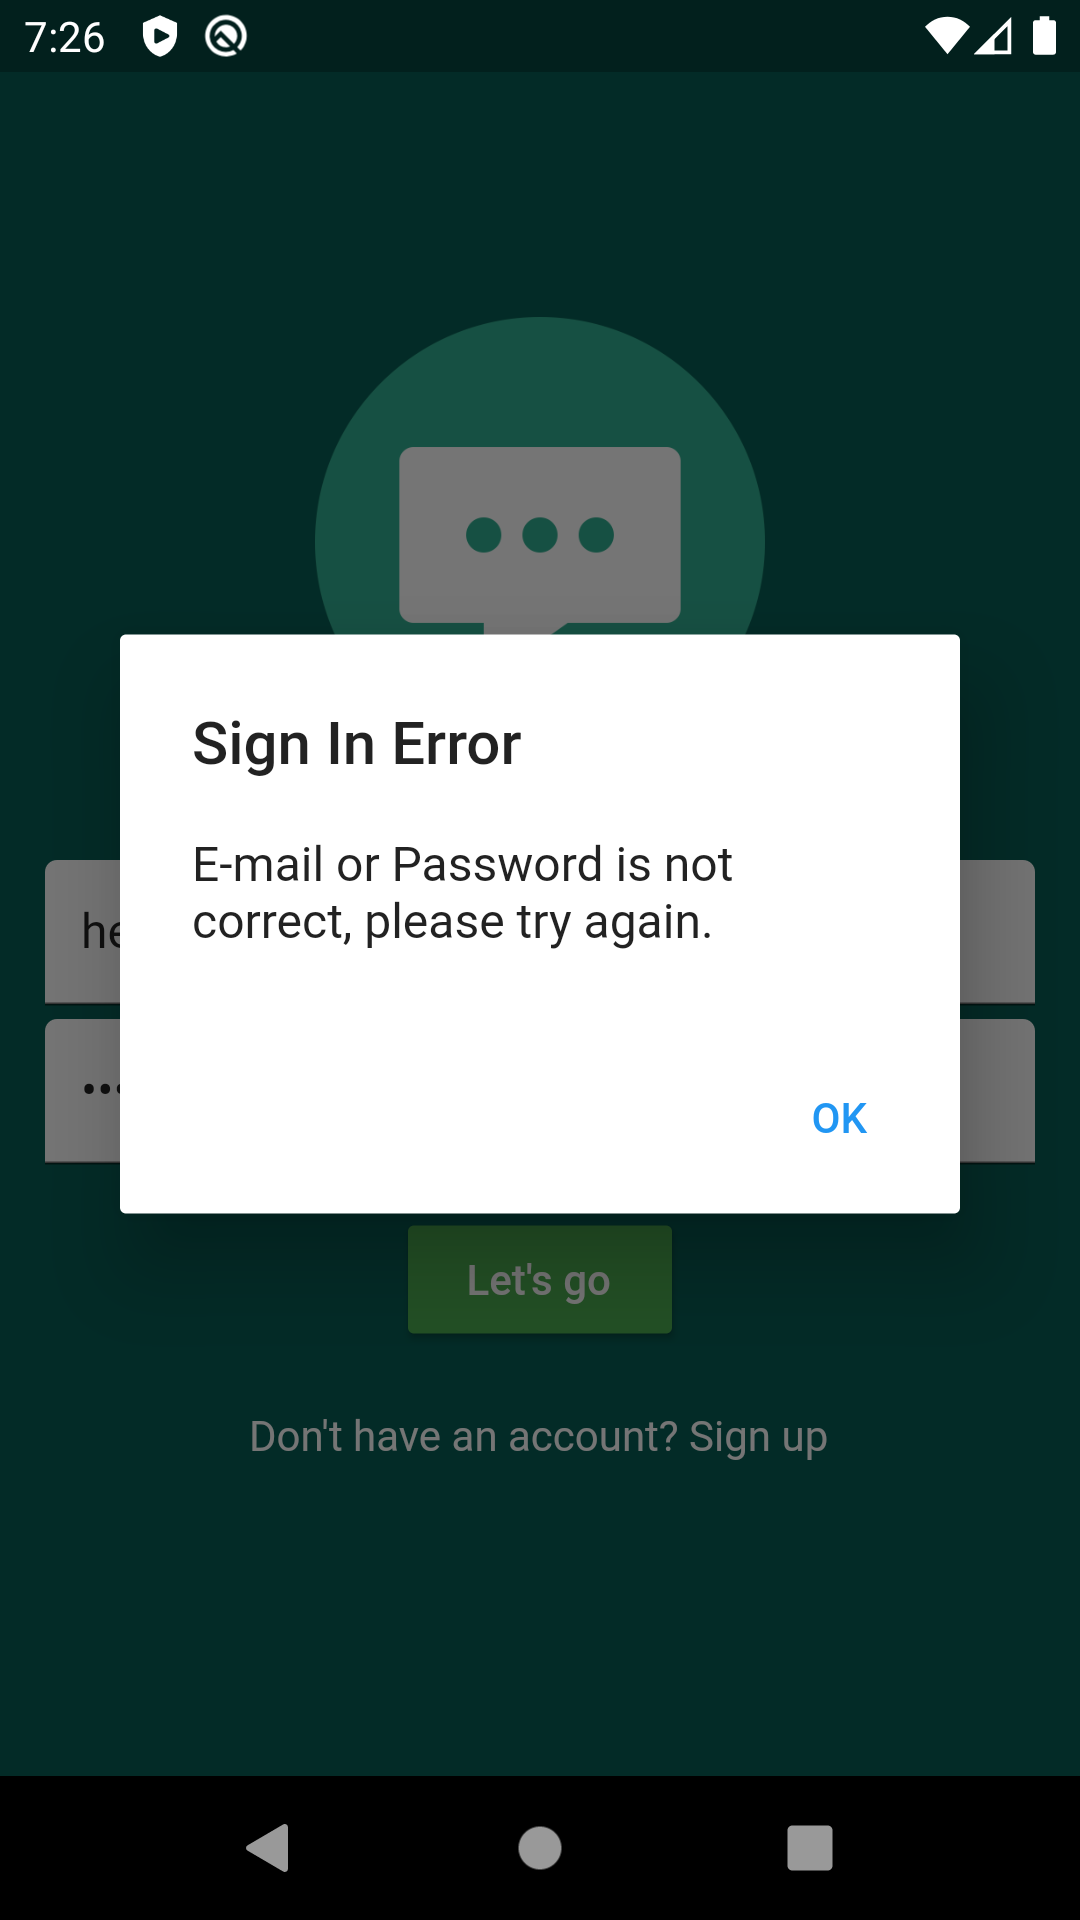 7:26
Sign In Error
E-mail or Password is not
correct, please try again.
he
OK
Let's go
Don't have an account? Sign up